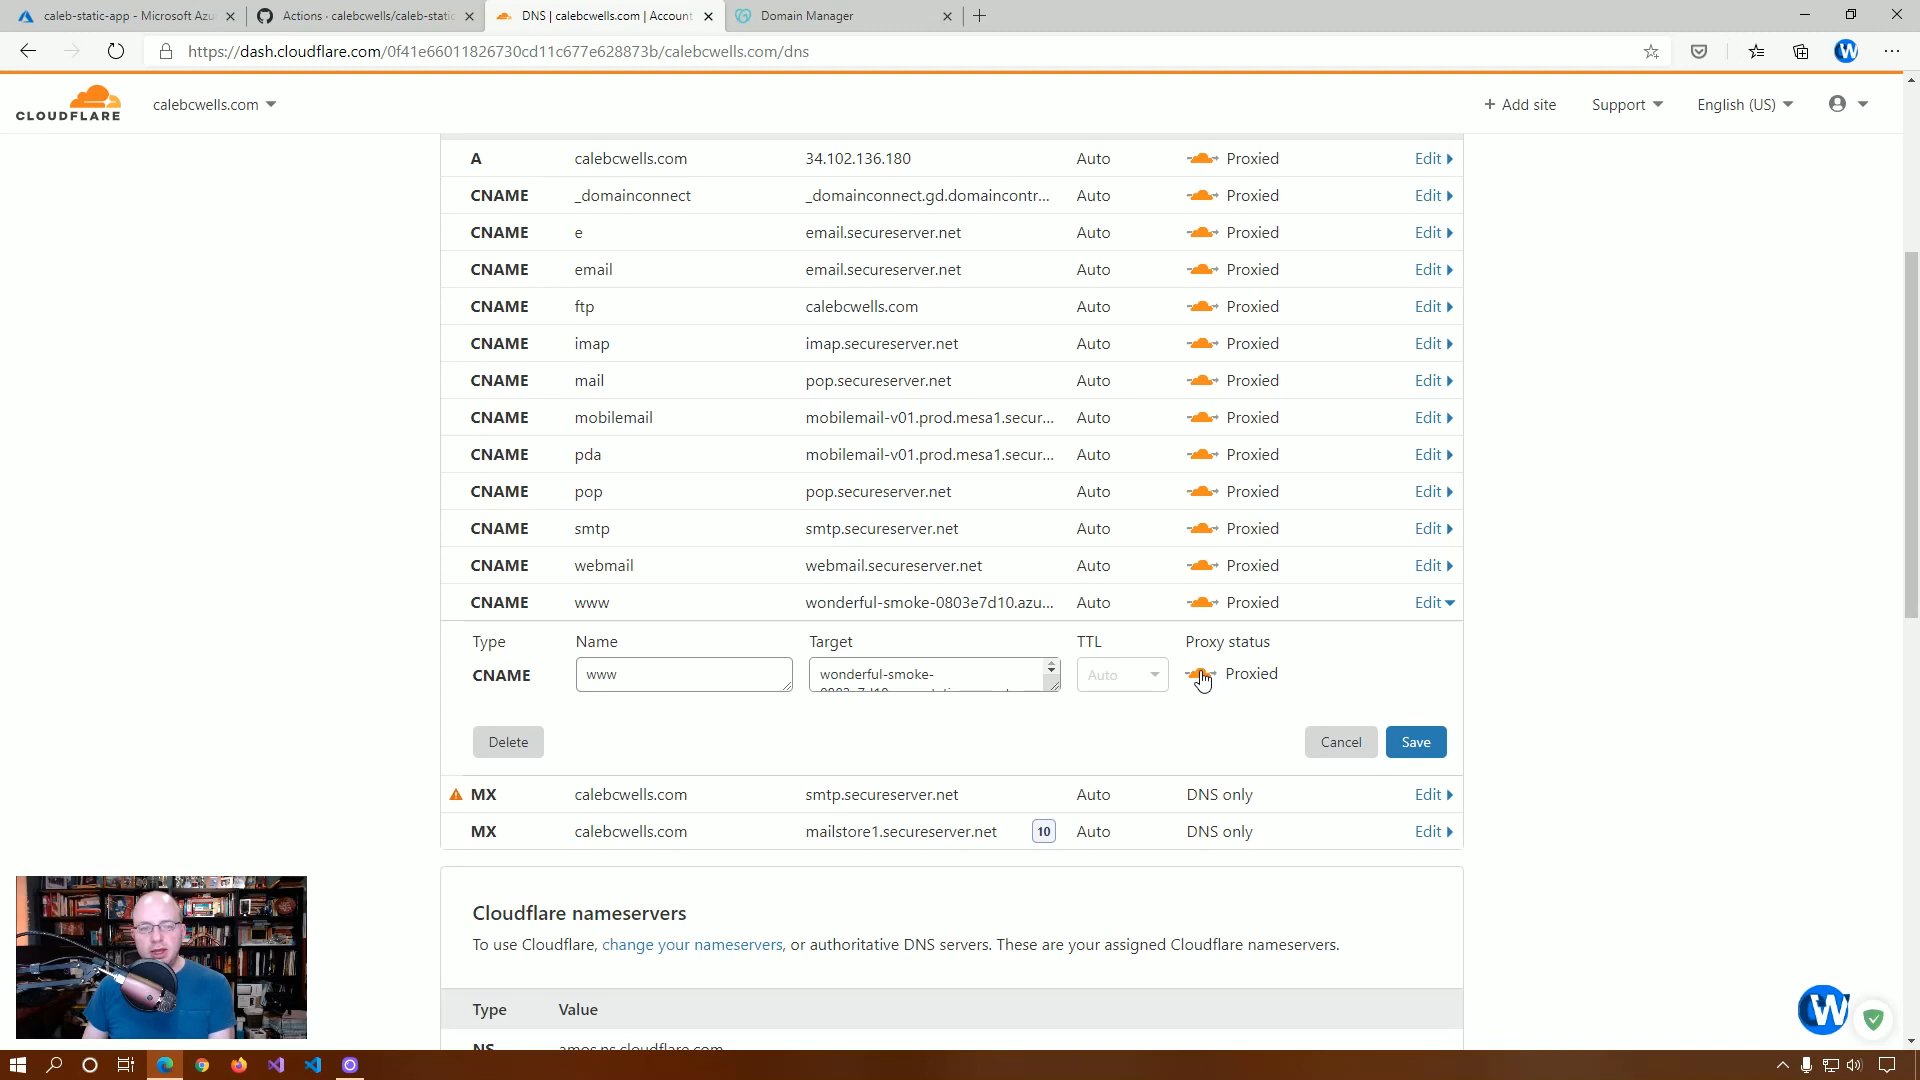 caleb-static-app - Microsoft Azu
Actions · calebcwells/caleb-static
DNS | calebcwells.com | Account
Domain Manager
https://dash.cloudflare.com/0f41e66011826730cd11c677e628873b/calebcwells.com/dns
CLOUDFLARE
calebcwells.com
+ Add site
Support
English (US)
A calebcwells.com 34.102.136.180 Auto Proxied Edit
CNAME _domainconnect _domainconnect.gd.domaincontr... Auto Proxied Edit
CNAME e email.secureserver.net Auto Proxied Edit
CNAME email email.secureserver.net Auto Proxied Edit
CNAME ftp calebcwells.com Auto Proxied Edit
CNAME imap imap.secureserver.net Auto Proxied Edit
CNAME mail pop.secureserver.net Auto Proxied Edit
CNAME mobilemail mobilemail-v01.prod.mesa1.secur... Auto Proxied Edit
CNAME pda mobilemail-v01.prod.mesa1.secur... Auto Proxied Edit
CNAME pop pop.secureserver.net Auto Proxied Edit
CNAME smtp smtp.secureserver.net Auto Proxied Edit
CNAME webmail webmail.secureserver.net Auto Proxied Edit
CNAME www wonderful-smoke-0803e7d10.azu... Auto Proxied Edit
Type Name Target TTL Proxy status
CNAME www wonderful-smoke- Auto Proxied
Delete Cancel Save
MX calebcwells.com smtp.secureserver.net Auto DNS only Edit
MX calebcwells.com mailstore1.secureserver.net 10 Auto DNS only Edit
Cloudflare nameservers
To use Cloudflare, change your nameservers, or authoritative DNS servers. These are your assigned Cloudflare nameservers.
Type Value
NS amos.ns.cloudflare.com
W